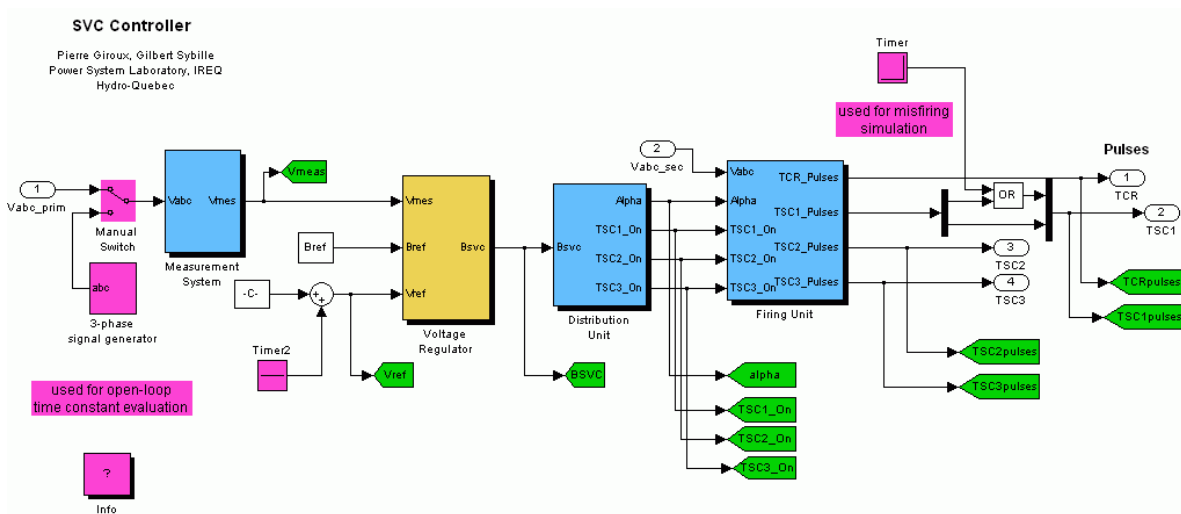 SVC Controller
Pierre Giroux, Gilbert Sybille
Power System Laboratory, IREQ
Hydro-Quebec
Timer
used for misfiring
simulation
Pulses
1
Vabc_prim
Manual
Switch
Vabc
Vmes
Measurement
System
abc
3-phase
signal generator
Vmeas
Bref
-C-
++
Timer2
Vref
Vmes
Bref
Vref
Bsvc
Voltage
Regulator
BSVC
Bsvc
Alpha
TSC1_On
TSC2_On
TSC3_On
Distribution
Unit
2
Vabc_sec
Vabc
Alpha
TSC1_On
TSC2_On
TSC3_On
TCR_Pulses
TSC1_Pulses
TSC2_Pulses
TSC3_Pulses
Firing Unit
OR
1
TCR
2
TSC1
3
TSC2
4
TSC3
TCRpulses
TSC1pulses
TSC2pulses
TSC3pulses
alpha
TSC1_On
TSC2_On
TSC3_On
used for open-loop
time constant evaluation
?
Info